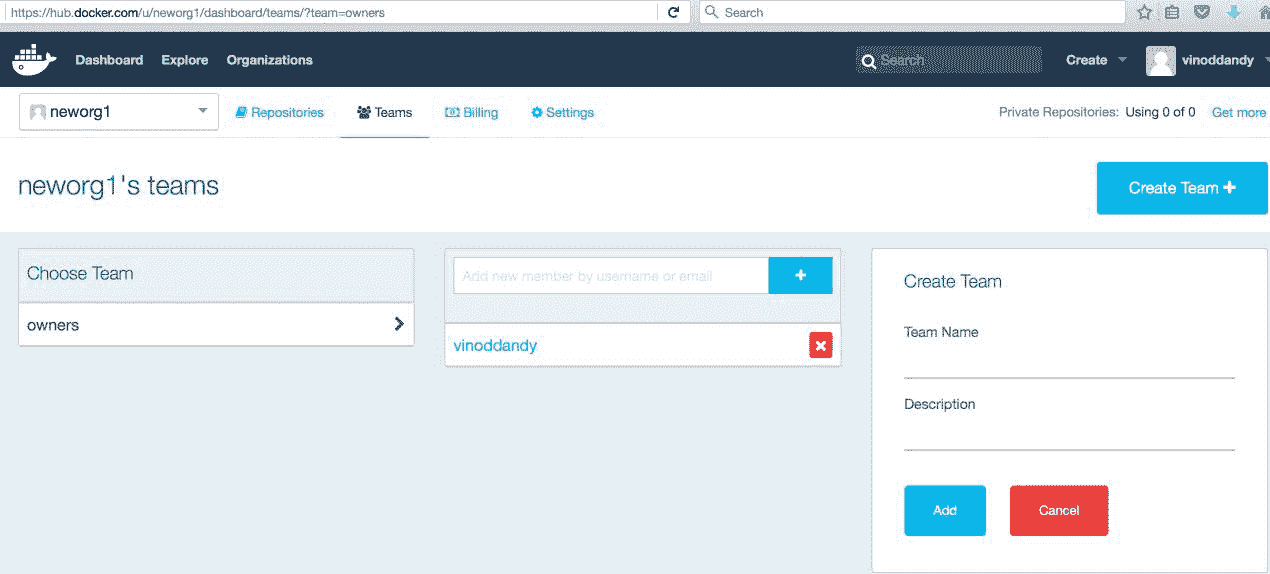 https://hub.docker.com/u/neworg1/dashboard/teams/?team=owners
Search
Dashboard Explore Organizations
Search
Create
vinoddandy
neworg1
Repositories
Teams
Billing
Settings
Private Repositories: Using 0 of 0 Get more
neworg1's teams
Create Team
Choose Team
owners
Add new member by username or email
vinoddandy
Create Team
Team Name
Description
Add
Cancel